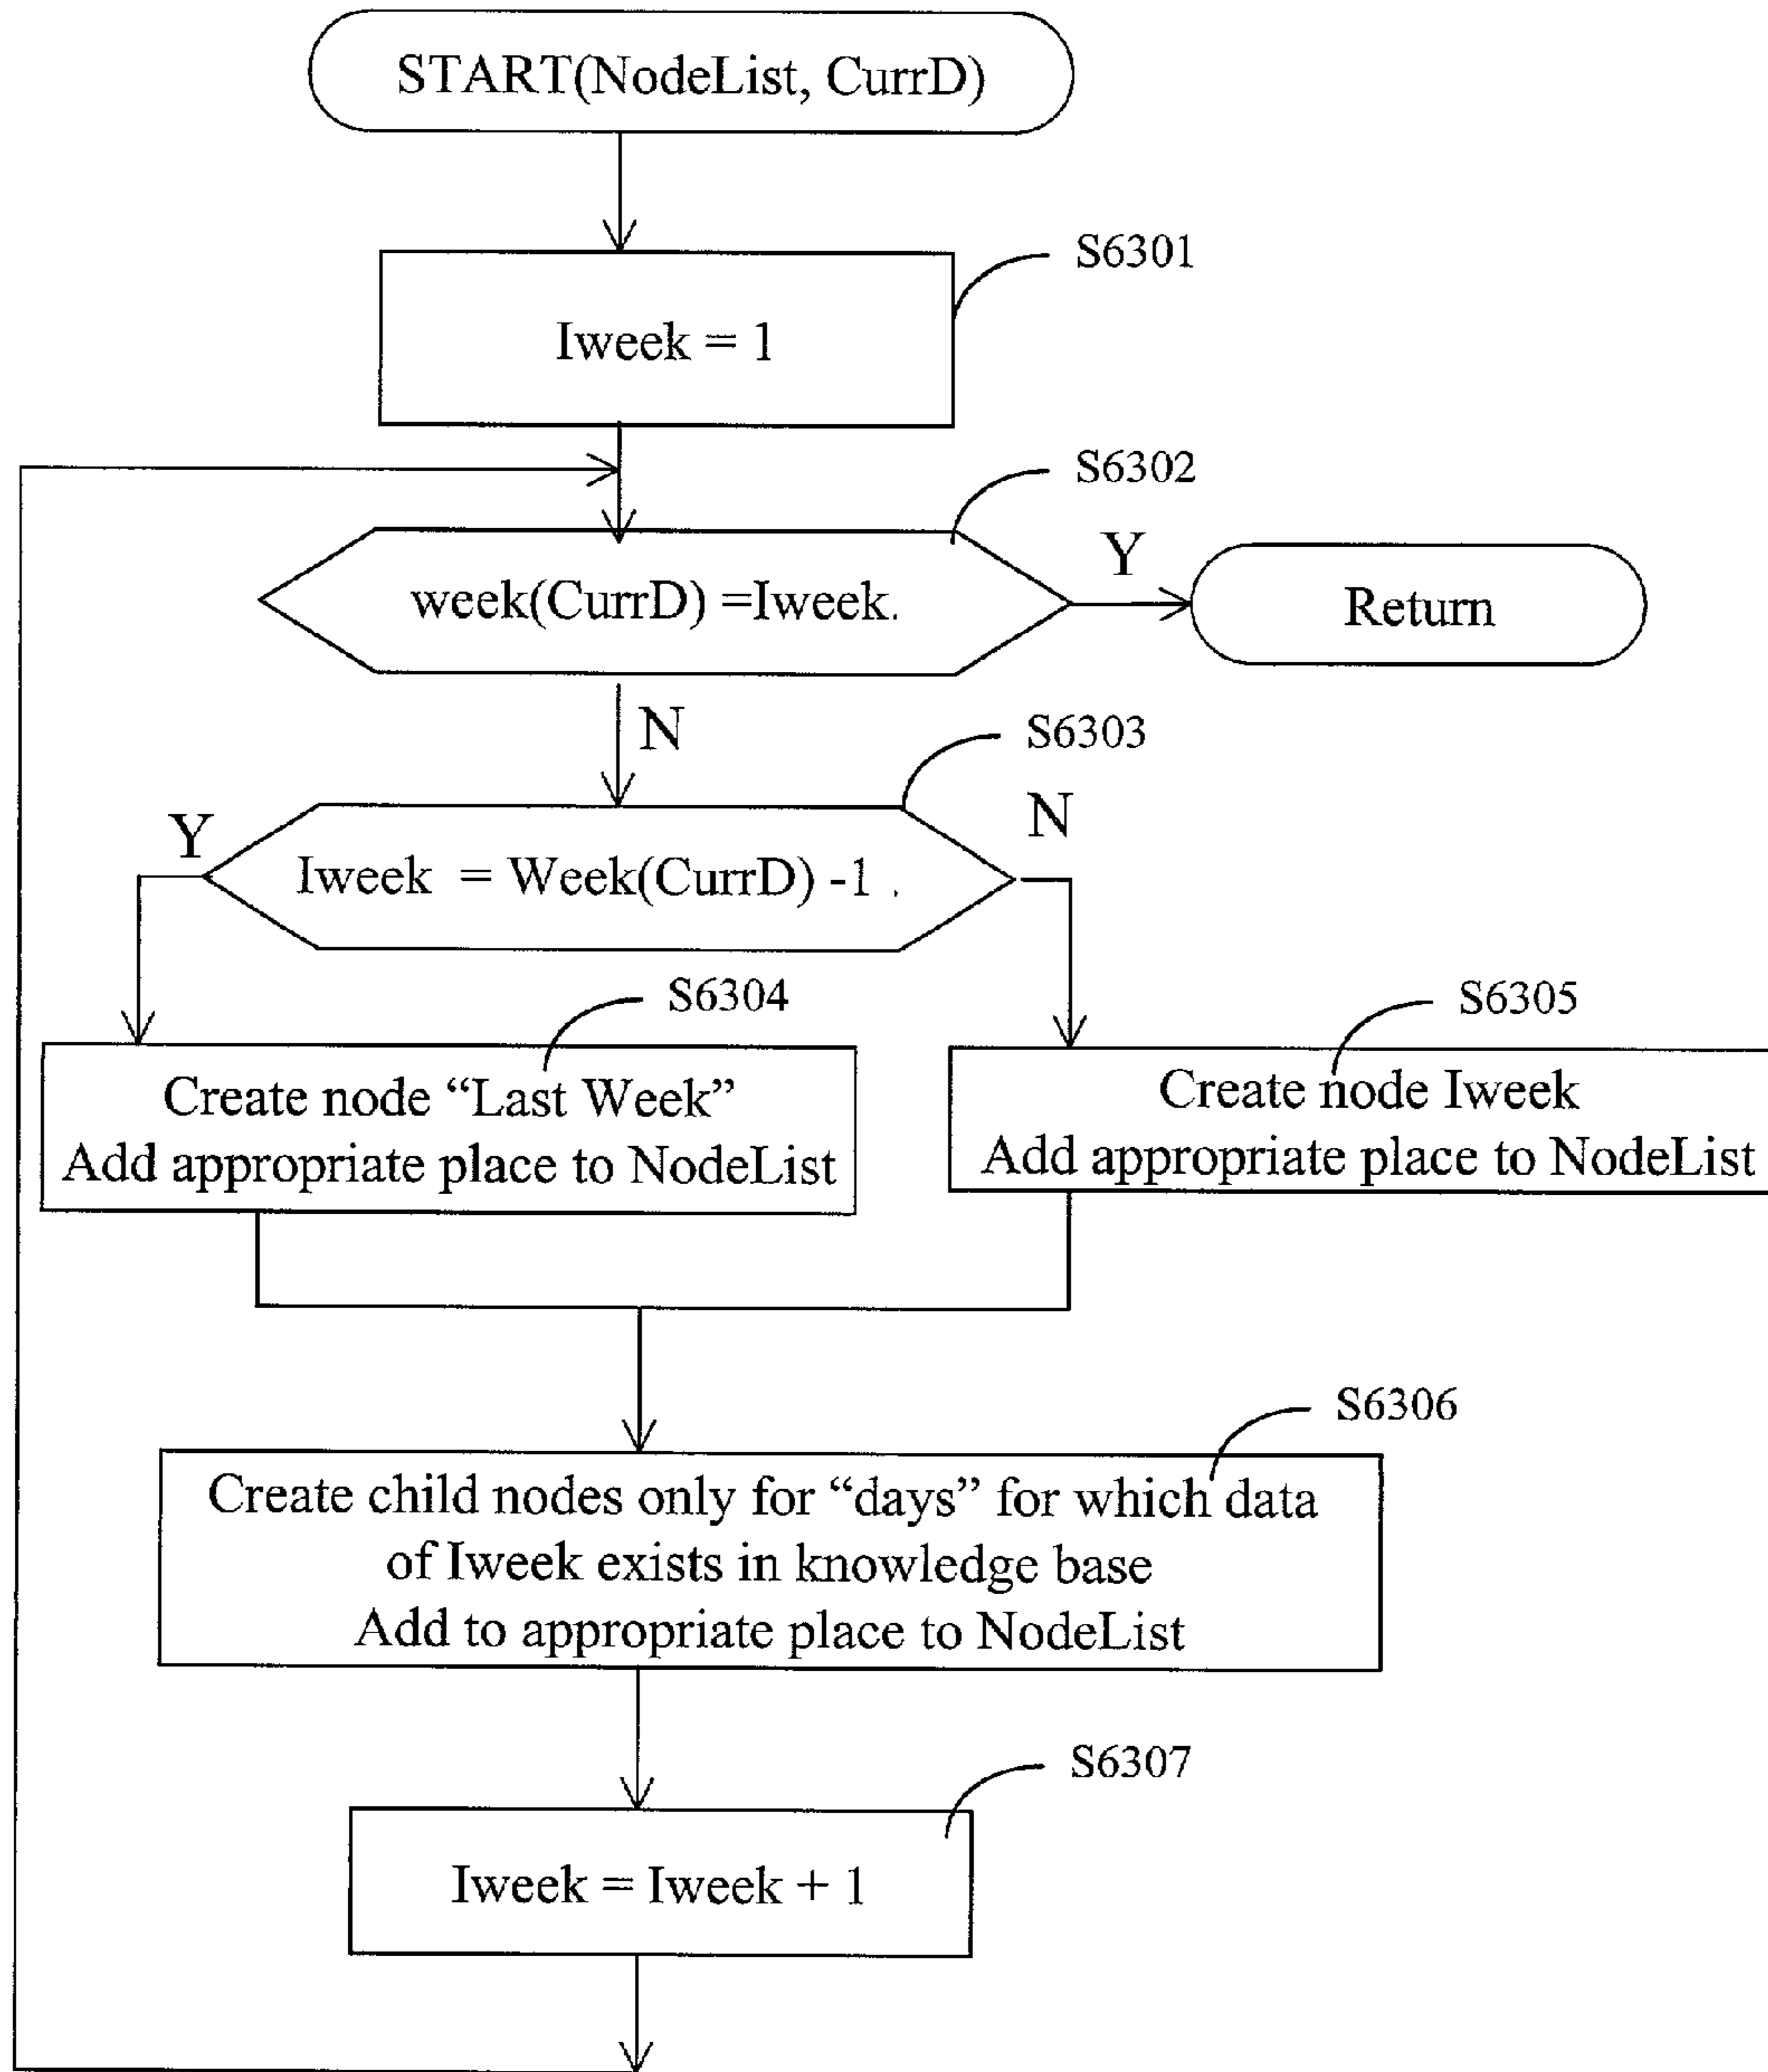 START(NodeList, CurrD)
S6301
Iweek = 1
S6302
week(CurrD) =Iweek.
Y
Return
N
S6303
Y
Iweek = Week(CurrD) -1 .
N
S6304
S6305
Create node “Last Week”
Add appropriate place to NodeList
Create node Iweek
Add appropriate place to NodeList
S6306
Create child nodes only for “days” for which data
of Iweek exists in knowledge base
Add to appropriate place to NodeList
S6307
Iweek = Iweek + 1